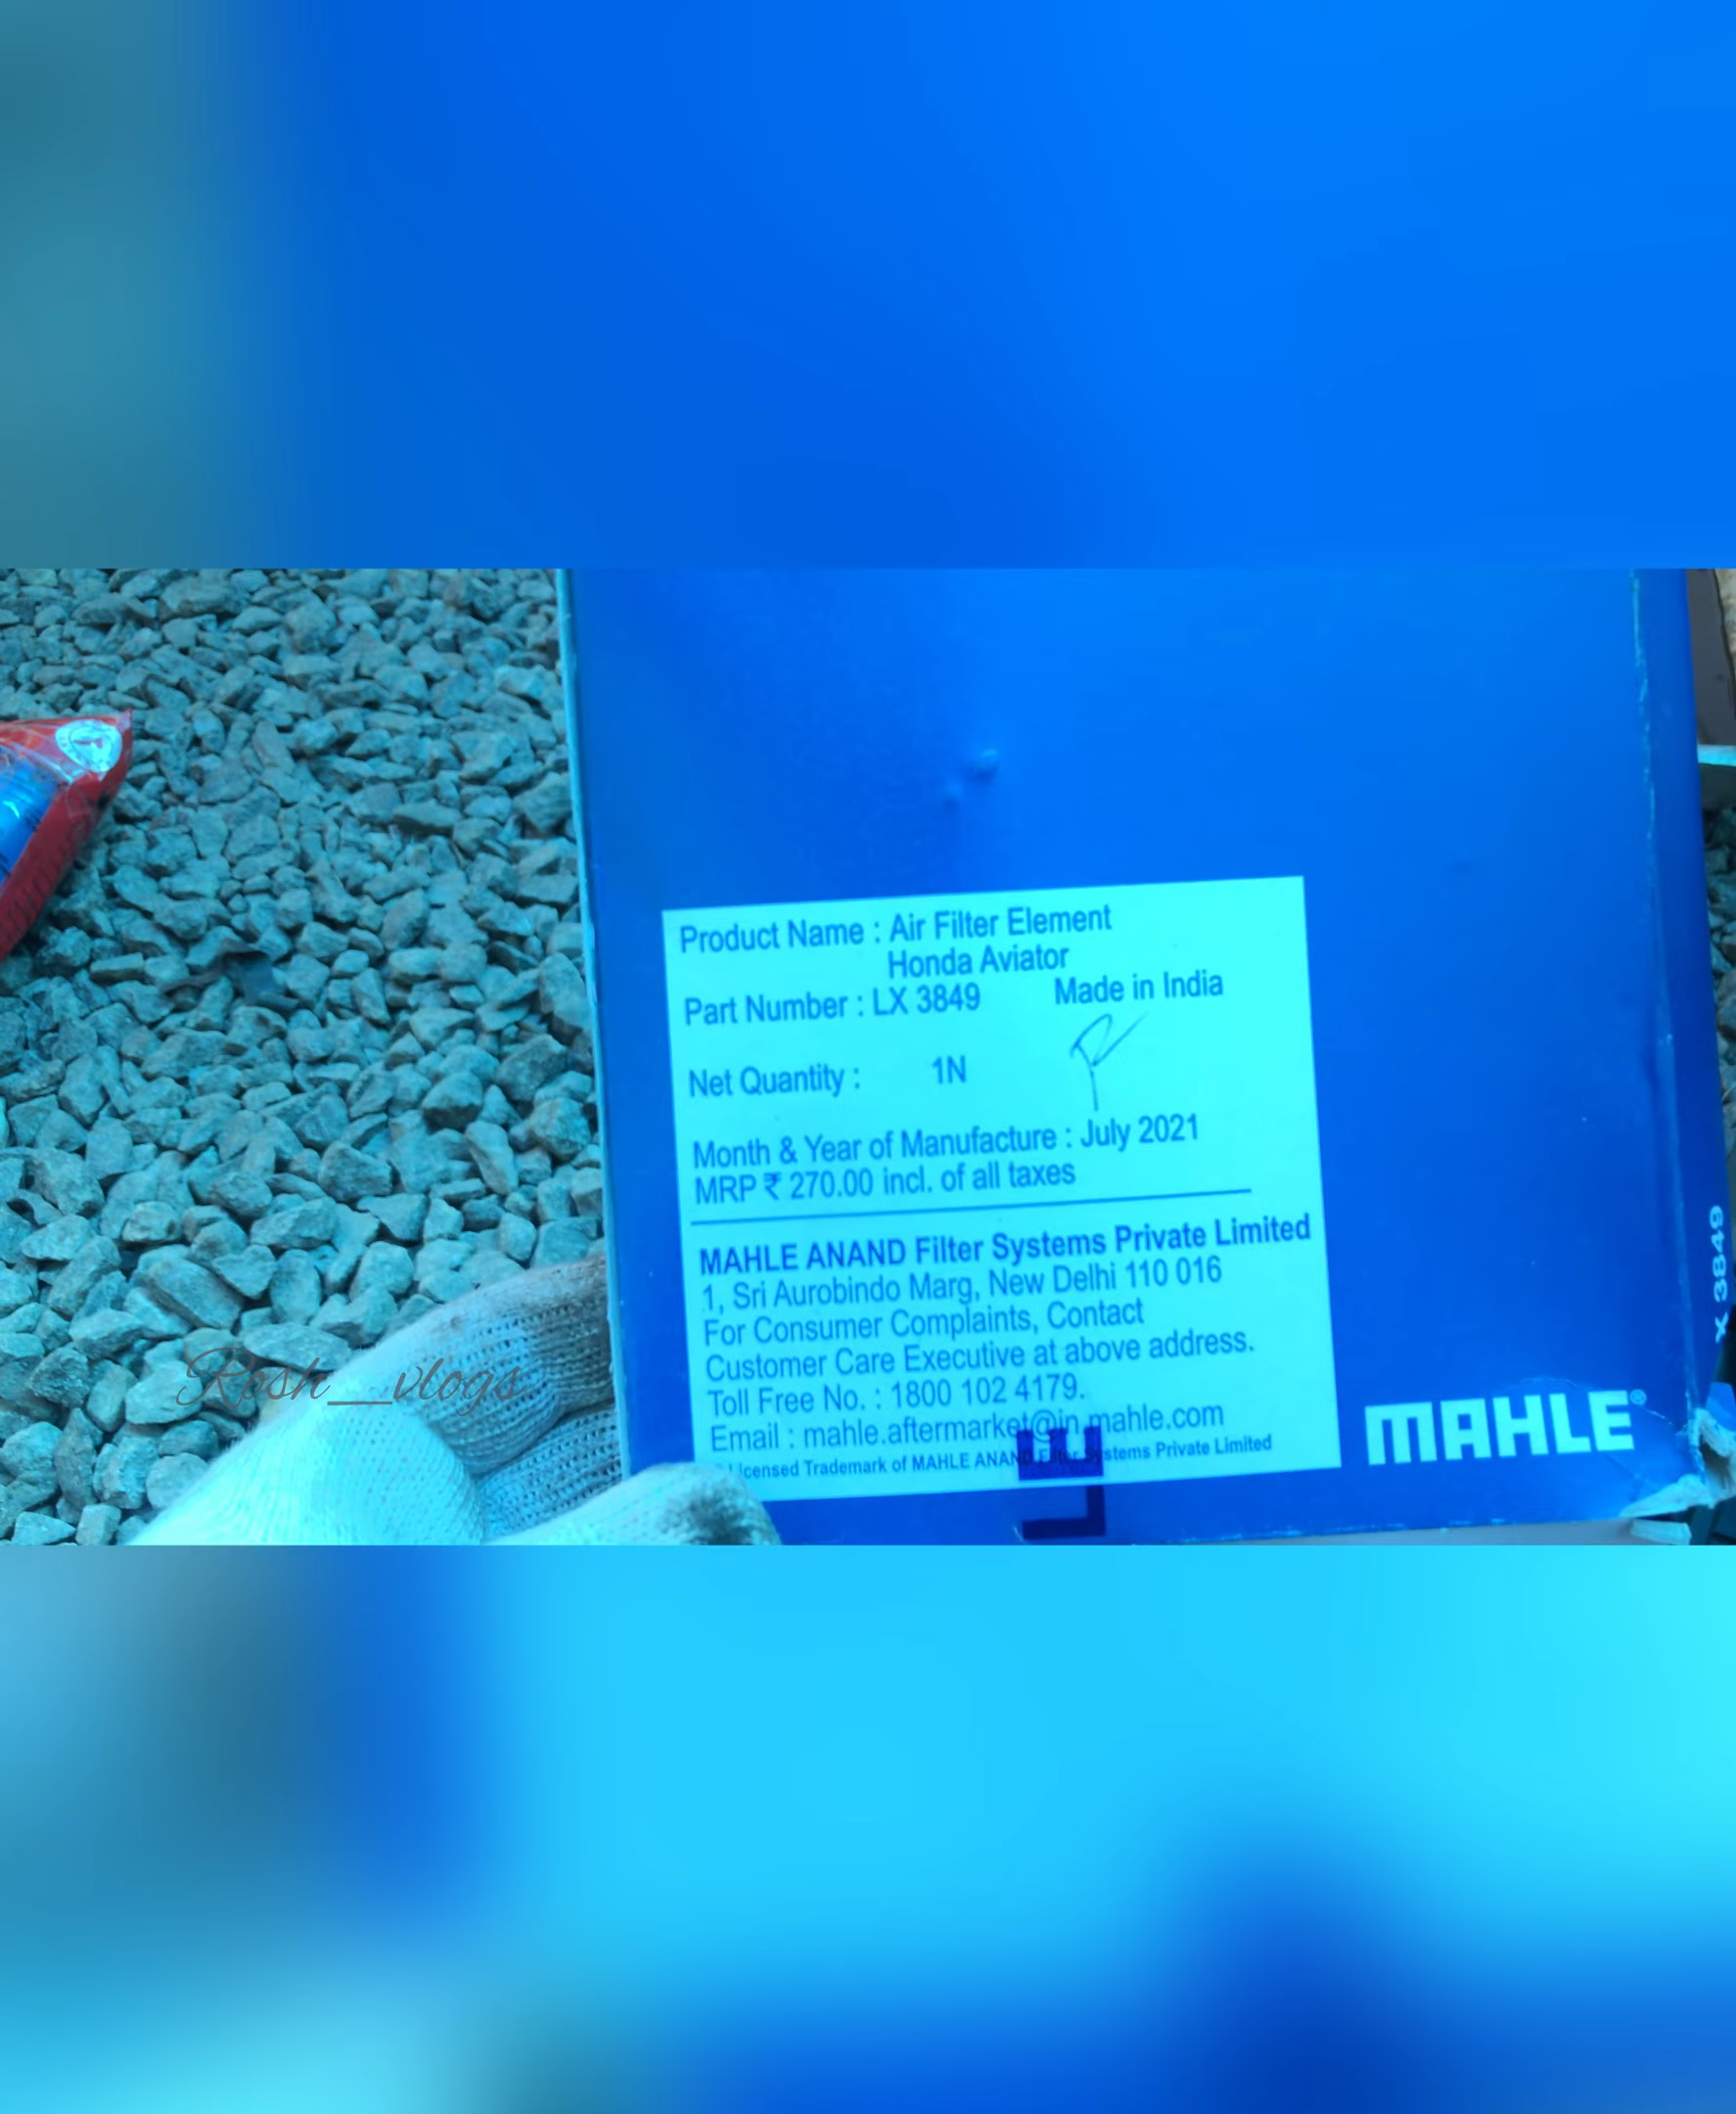 Product Name : Air Filter Element
Honda Aviator
Part Number : LX 3849 Made in India
Net Quantity : 1N
Month & Year of Manufacture : July 2021
MRP ₹ 270.00 incl. of all taxes
MAHLE ANAND Filter Systems Private Limited
1, Sri Aurobindo Marg, New Delhi 110 016
For Consumer Complaints, Contact
Customer Care Executive at above address.
Toll Free No. : 1800 102 4179.
Email : mahle.aftermarket@in.mahle.com
Licensed Trademark of MAHLE ANAND Filter Systems Private Limited
MAHLE®
X 3849
Rosh__vlogs